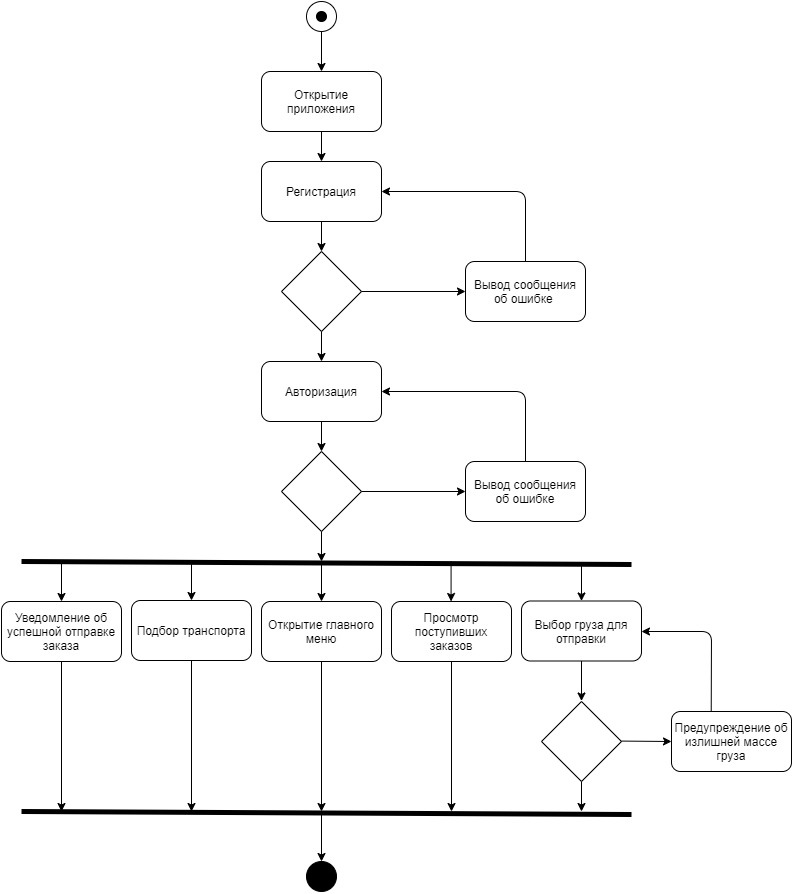 Открытие
приложения
Регистрация
Вывод сообщения
об ошибке
Авторизация
Вывод сообщения
об ошибке
Уведомление об
успешной отправке
заказа
Подбор транспорта
Открытие главного
меню
Просмотр
поступивших
заказов
Выбор груза для
отправки
Предупреждение об
излишней массе
груза